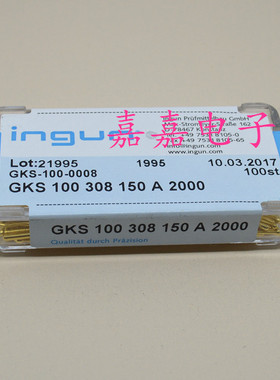 嘉嘉电子
ingun
Lot:21995 1995 10.03.2017
GKS-100-0008 100st
GKS 100 308 150 A 2000
GKS 100 308 150 A 2000
Qualität durch Präzision